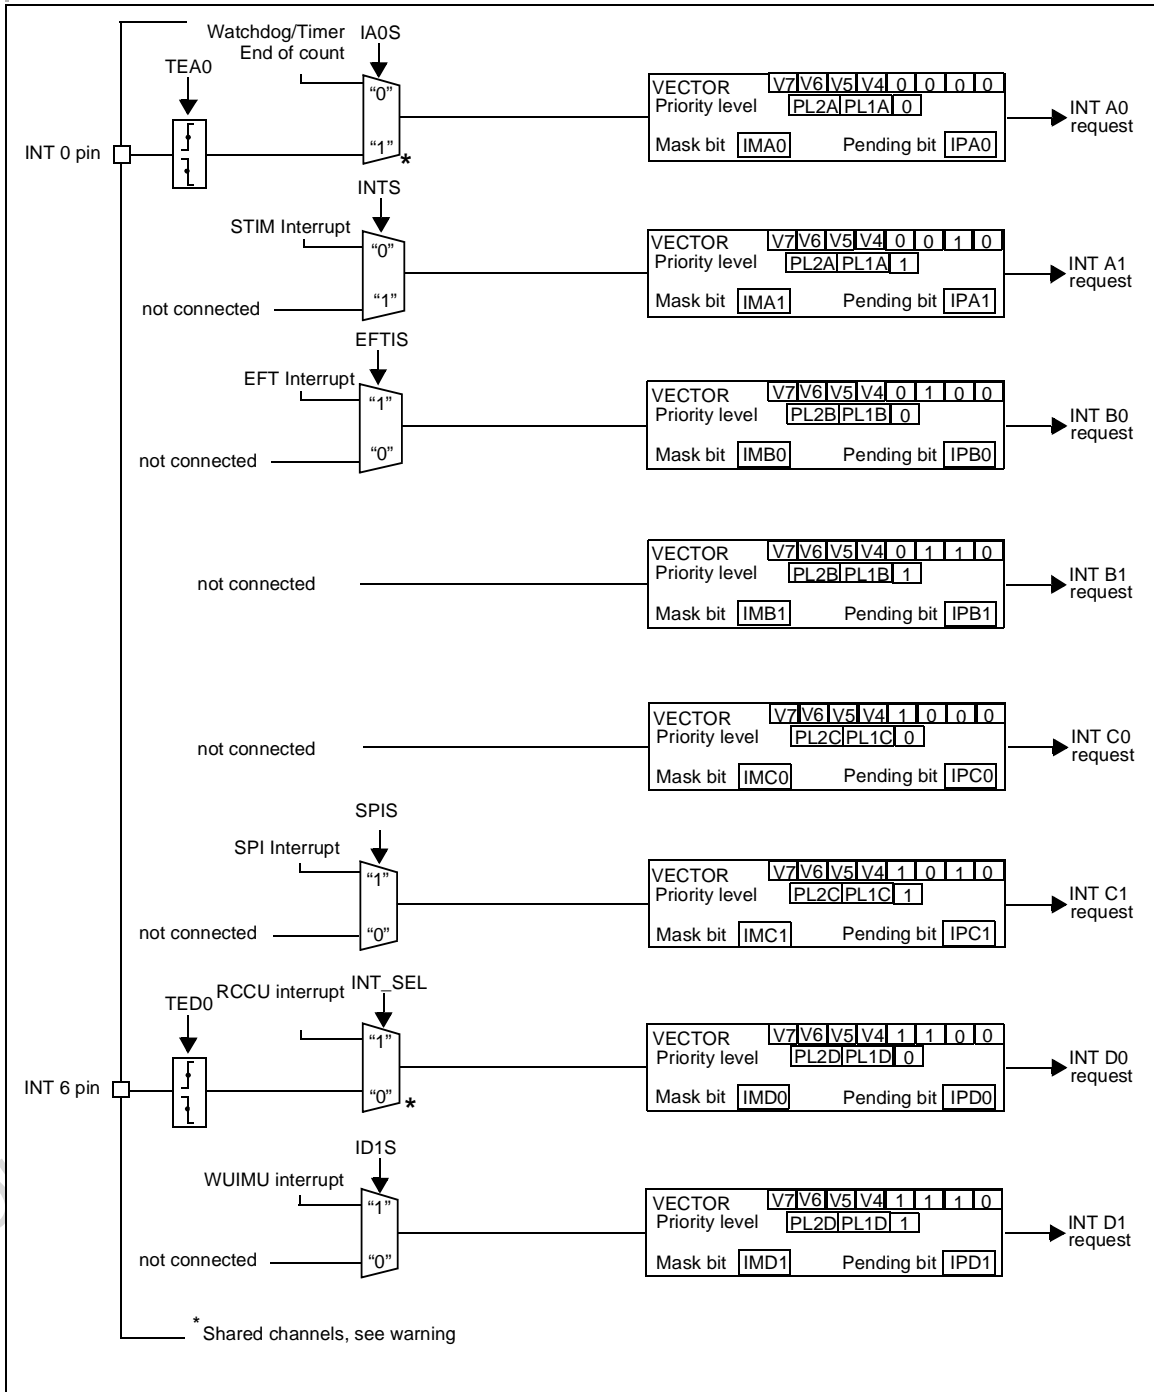 Watchdog/Timer
End of count
IA0S
TEA0
"0"
"1"
*
INT 0 pin
VECTOR V7 V6 V5 V4 0 0 0 0
Priority level PL2A PL1A 0
Mask bit IMA0 Pending bit IPA0
INT A0
request
INTS
STIM Interrupt
"0"
"1"
not connected
VECTOR V7 V6 V5 V4 0 0 1 0
Priority level PL2A PL1A 1
Mask bit IMA1 Pending bit IPA1
INT A1
request
EFTIS
EFT Interrupt
"1"
"0"
not connected
VECTOR V7 V6 V5 V4 0 1 0 0
Priority level PL2B PL1B 0
Mask bit IMB0 Pending bit IPB0
INT B0
request
not connected
VECTOR V7 V6 V5 V4 0 1 1 0
Priority level PL2B PL1B 1
Mask bit IMB1 Pending bit IPB1
INT B1
request
not connected
VECTOR V7 V6 V5 V4 1 0 0 0
Priority level PL2C PL1C 0
Mask bit IMC0 Pending bit IPC0
INT C0
request
SPIS
SPI Interrupt
"1"
"0"
not connected
VECTOR V7 V6 V5 V4 1 0 1 0
Priority level PL2C PL1C 1
Mask bit IMC1 Pending bit IPC1
INT C1
request
RCCU interrupt
INT_SEL
TED0
"1"
"0"
*
INT 6 pin
VECTOR V7 V6 V5 V4 1 1 0 0
Priority level PL2D PL1D 0
Mask bit IMD0 Pending bit IPD0
INT D0
request
ID1S
WUIMU interrupt
"1"
"0"
not connected
VECTOR V7 V6 V5 V4 1 1 1 0
Priority level PL2D PL1D 1
Mask bit IMD1 Pending bit IPD1
INT D1
request
* Shared channels, see warning